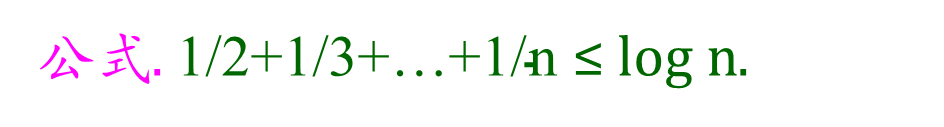 公式. 1/2+1/3+…+1/n ≤ log n.